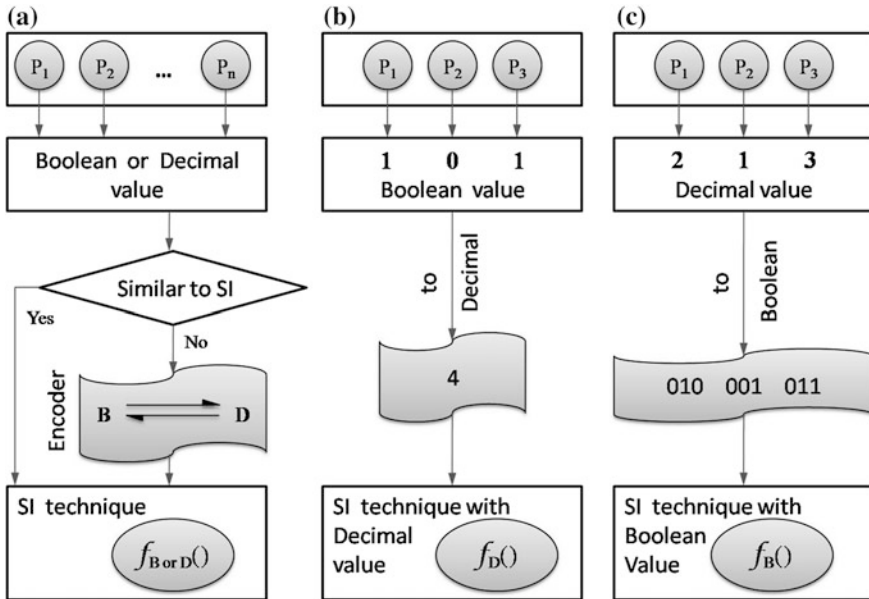 (a)
P1 P2 ... Pn
Boolean or Decimal
value
Similar to SI
Yes
No
Encoder
B D
SI technique
fB or D()
(b)
P1 P2 P3
1 0 1
Boolean value
to
Decimal
4
SI technique with
Decimal
value
fD()
(c)
P1 P2 P3
2 1 3
Decimal value
to
Boolean
010 001 011
SI technique with
Boolean
Value
fB()